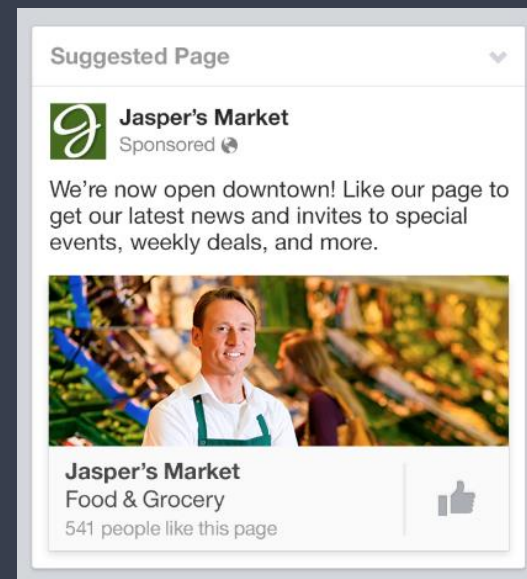 Suggested Page
Jasper's Market
Sponsored
We're now open downtown! Like our page to
get our latest news and invites to special
events, weekly deals, and more.
Jasper's Market
Food & Grocery
541 people like this page